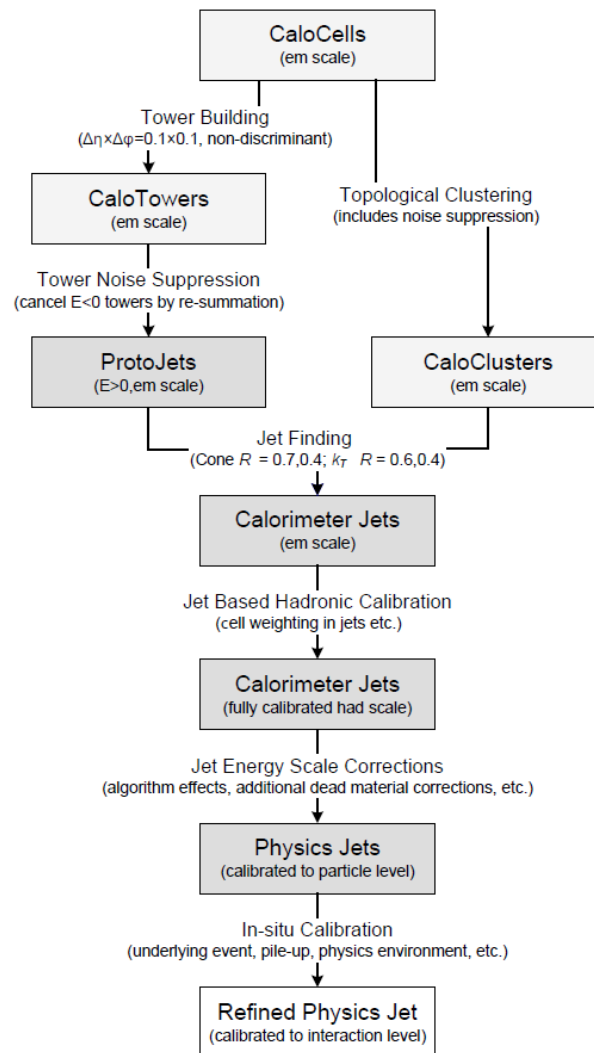 CaloCells
(em scale)
Tower Building
(Δη×Δφ=0.1×0.1, non-discriminant)
CaloTowers
(em scale)
Topological Clustering
(includes noise suppression)
Tower Noise Suppression
(cancel E<0 towers by re-summation)
ProtoJets
(E>0,em scale)
CaloClusters
(em scale)
Jet Finding
(Cone R = 0.7,0.4; kT R = 0.6,0.4)
Calorimeter Jets
(em scale)
Jet Based Hadronic Calibration
(cell weighting in jets etc.)
Calorimeter Jets
(fully calibrated had scale)
Jet Energy Scale Corrections
(algorithm effects, additional dead material corrections, etc.)
Physics Jets
(calibrated to particle level)
In-situ Calibration
(underlying event, pile-up, physics environment, etc.)
Refined Physics Jet
(calibrated to interaction level)